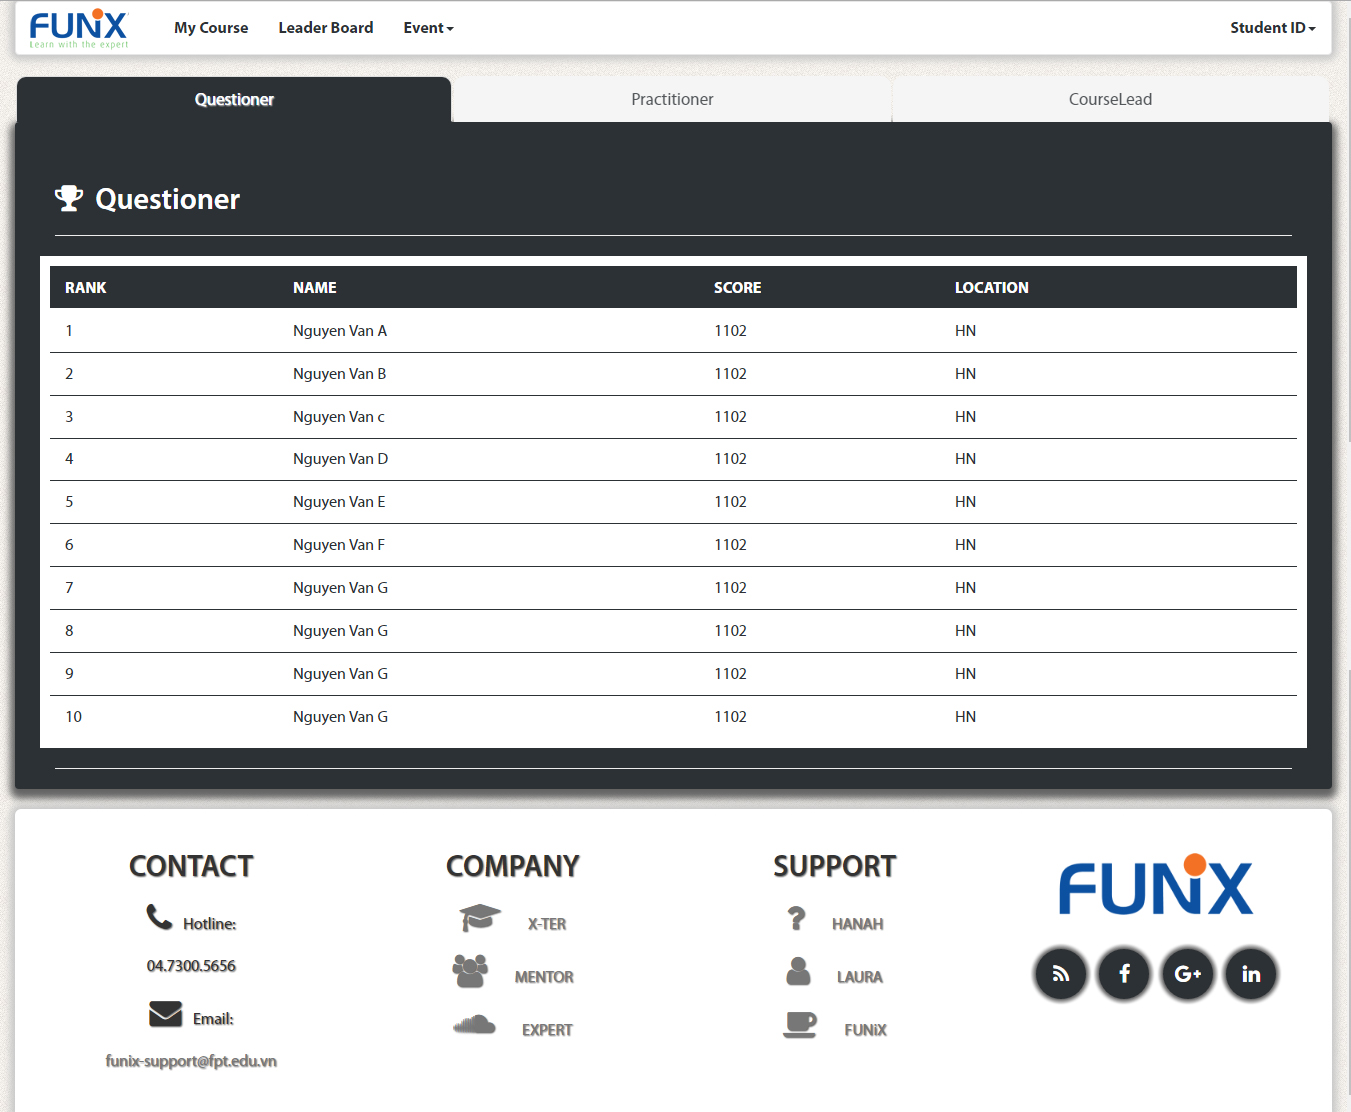 FUNiX
Learn with the expert
My Course Leader Board Event Student ID
Questioner Practitioner CourseLead
Questioner
RANK NAME SCORE LOCATION
1 Nguyen Van A 1102 HN
2 Nguyen Van B 1102 HN
3 Nguyen Van c 1102 HN
4 Nguyen Van D 1102 HN
5 Nguyen Van E 1102 HN
6 Nguyen Van F 1102 HN
7 Nguyen Van G 1102 HN
8 Nguyen Van G 1102 HN
9 Nguyen Van G 1102 HN
10 Nguyen Van G 1102 HN
CONTACT
Hotline:
04.7300.5656
Email:
funix-support@fpt.edu.vn
COMPANY
X-TER
MENTOR
EXPERT
SUPPORT
HANAH
LAURA
FUNiX
FUNiX
f G+ in